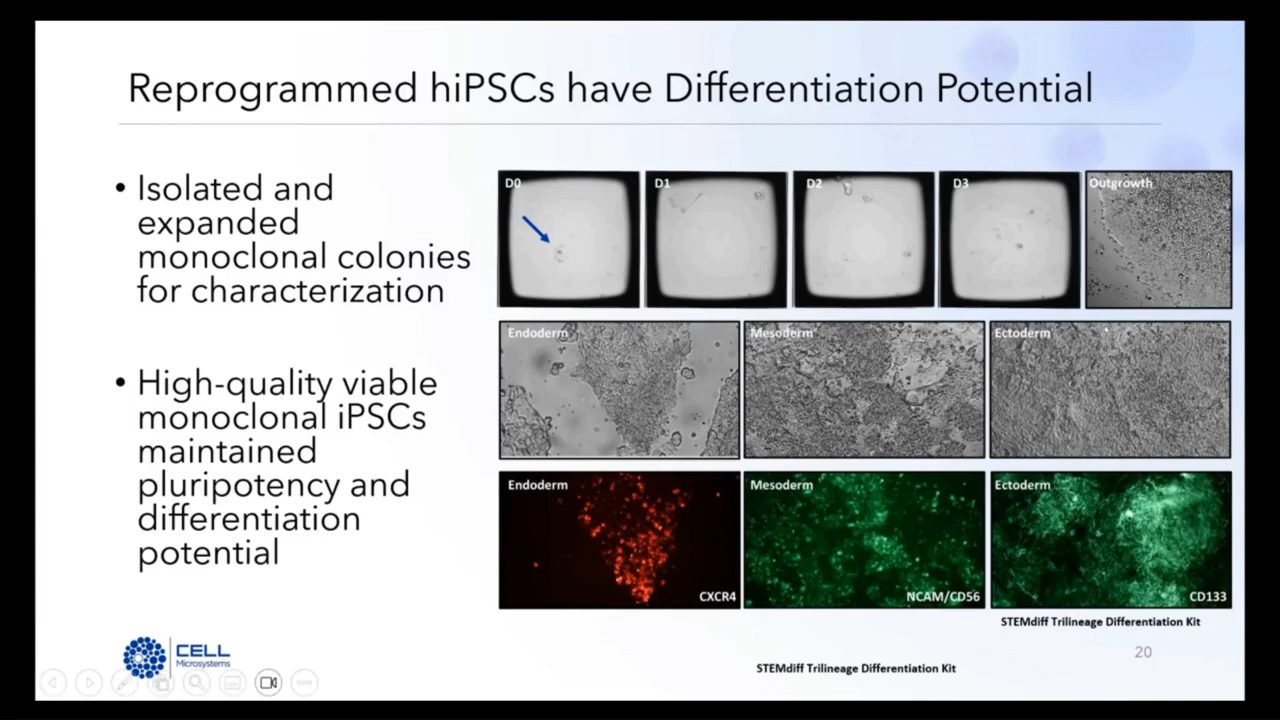 Reprogrammed hiPSCs have Differentiation Potential
• Isolated and
expanded
monoclonal colonies
for characterization
• High-quality viable
monoclonal iPSCs
maintained
pluripotency and
differentiation
potential
D0
D1
D2
D3
Outgrowth
Endoderm
Mesoderm
Ectoderm
Endoderm
Mesoderm
Ectoderm
CXCR4
NCAM/CD56
CD133
STEMdiff Trilineage Differentiation Kit
CELL
Microsystems
20
STEMdiff Trilineage Differentiation Kit